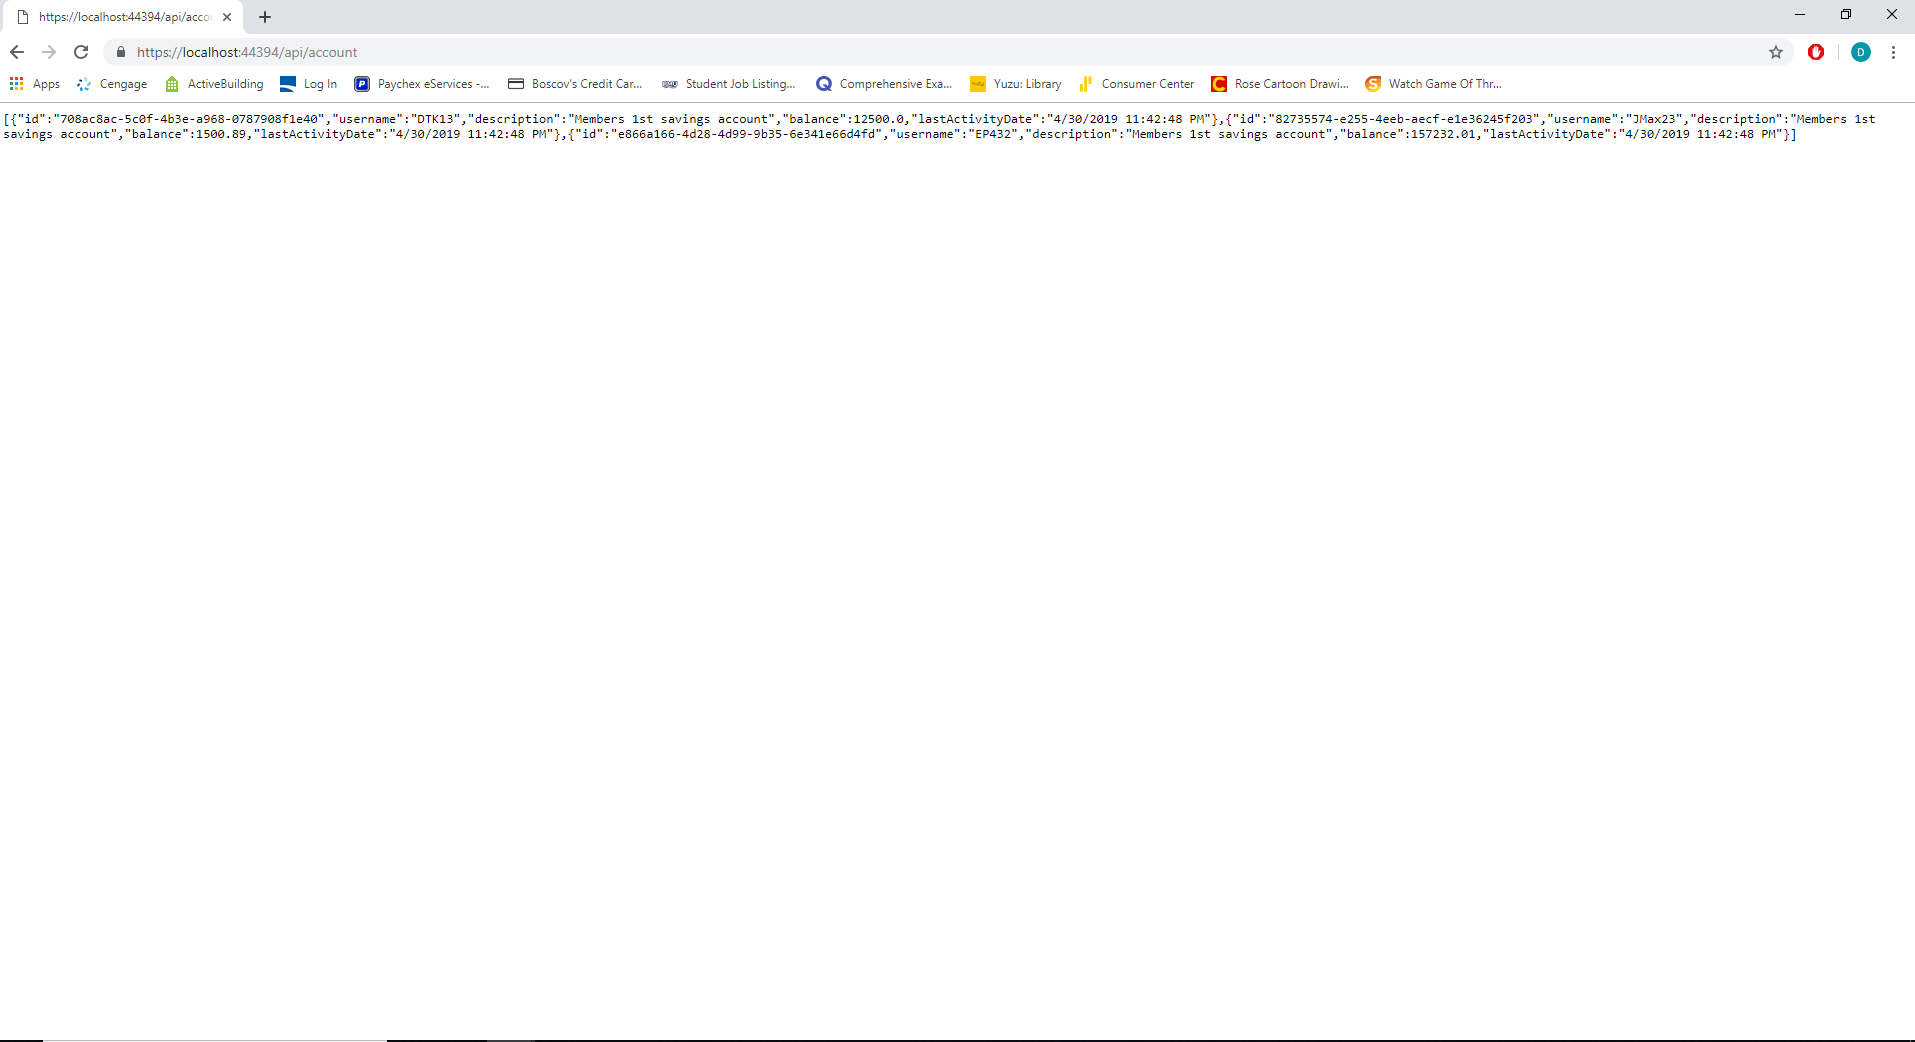 https://localhost:44394/api/acco
https://localhost:44394/api/account
D
Apps Cengage ActiveBuilding Log In Paychex eServices -... Boscov's Credit Car... Student Job Listing... Comprehensive Exa... Yuzu: Library Consumer Center Rose Cartoon Drawi... Watch Game Of Thr...
[{"id":"708ac8ac-5c0f-4b3e-a968-0787908f1e40","username":"DTK13","description":"Members 1st savings account","balance":12500.0,"lastActivityDate":"4/30/2019 11:42:48 PM"},{"id":"82735574-e255-4eeb-aecf-e1e36245f203","username":"JMax23","description":"Members 1st
savings account","balance":1500.89,"lastActivityDate":"4/30/2019 11:42:48 PM"},{"id":"e866a166-4d28-4d99-9b35-6e341e66d4fd","username":"EP432","description":"Members 1st savings account","balance":157232.01,"lastActivityDate":"4/30/2019 11:42:48 PM"}]